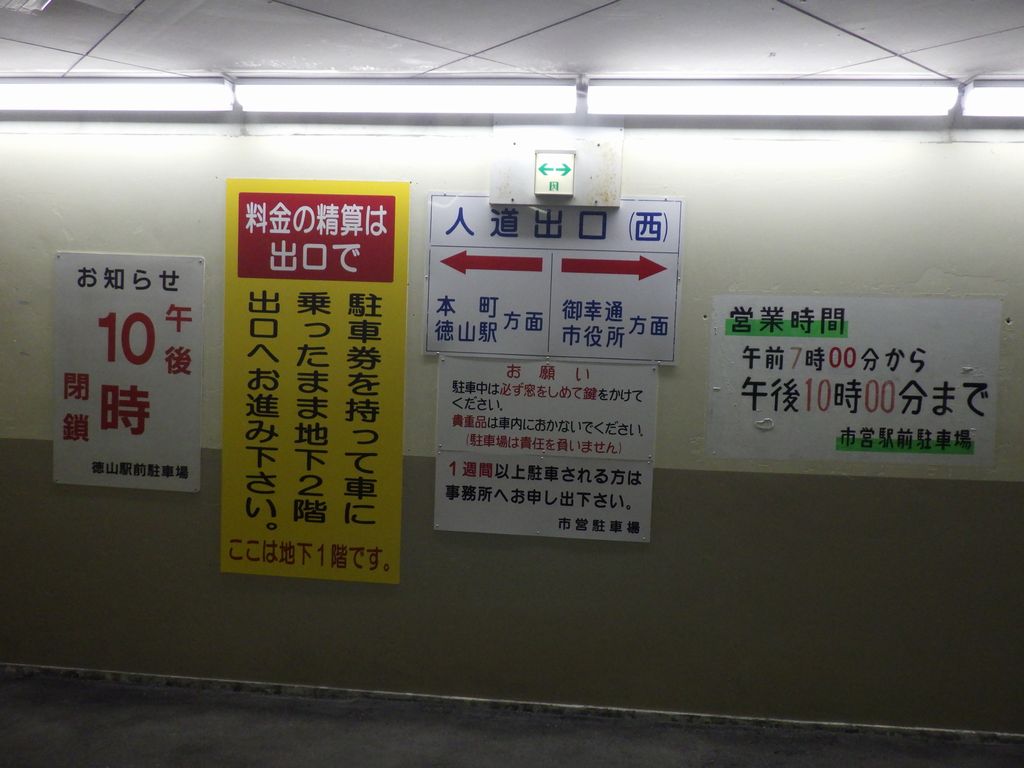 お知らせ
午後
10時
閉鎖
徳山駅前駐車場
料金の精算は
出口で
駐車券を持って車に
乗ったまま地下2階
出口へお進み下さい。
ここは地下1階です。
人道出口(西)
本町
徳山駅
方面
御幸通
市役所
方面
お願い
駐車中は必ず窓をしめて鍵をかけて
ください。
貴重品は車内におかないでください。
(駐車場は責任を負いません)
1週間以上駐車される方は
事務所へお申し出下さい。
市営駐車場
営業時間
午前7時00分から
午後10時00分まで
市営駅前駐車場